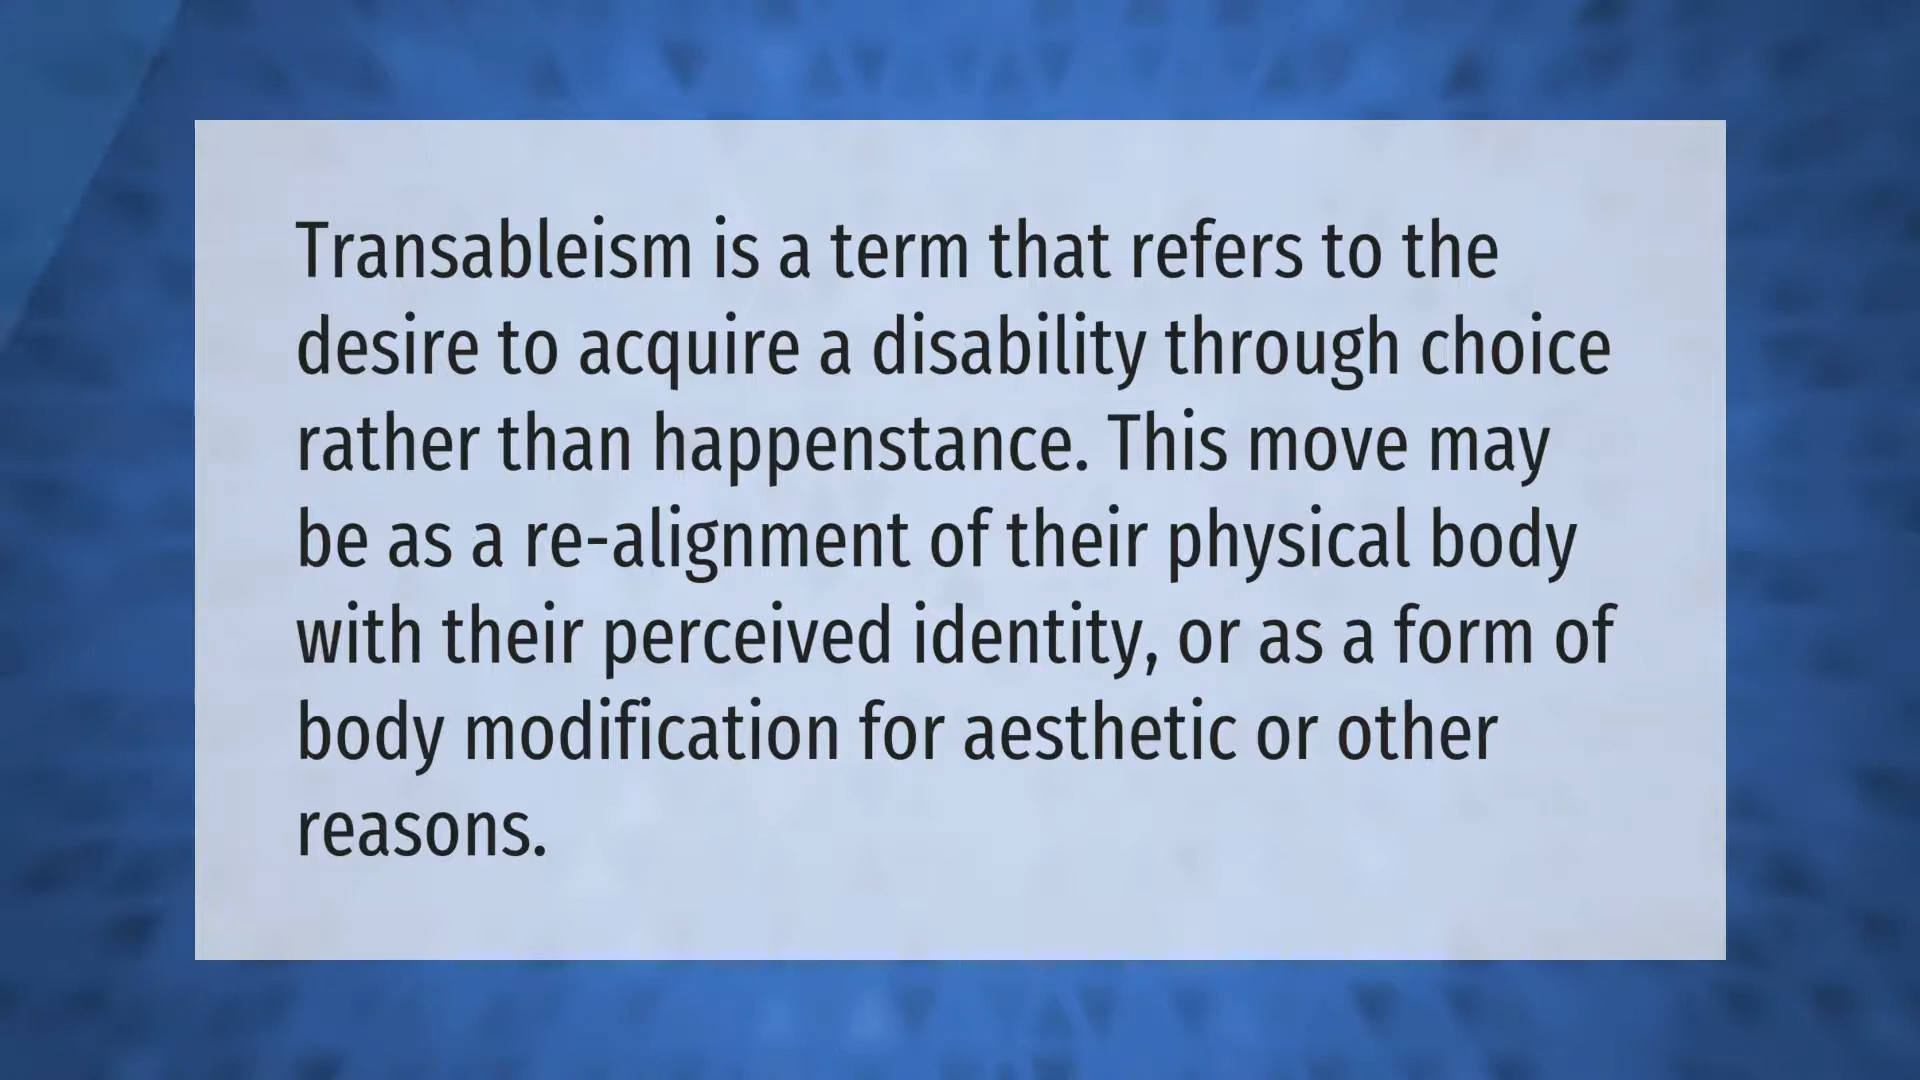 Transableism is a term that refers to the
desire to acquire a disability through choice
rather than happenstance. This move may
be as a re-alignment of their physical body
with their perceived identity, or as a form of
body modification for aesthetic or other
reasons.